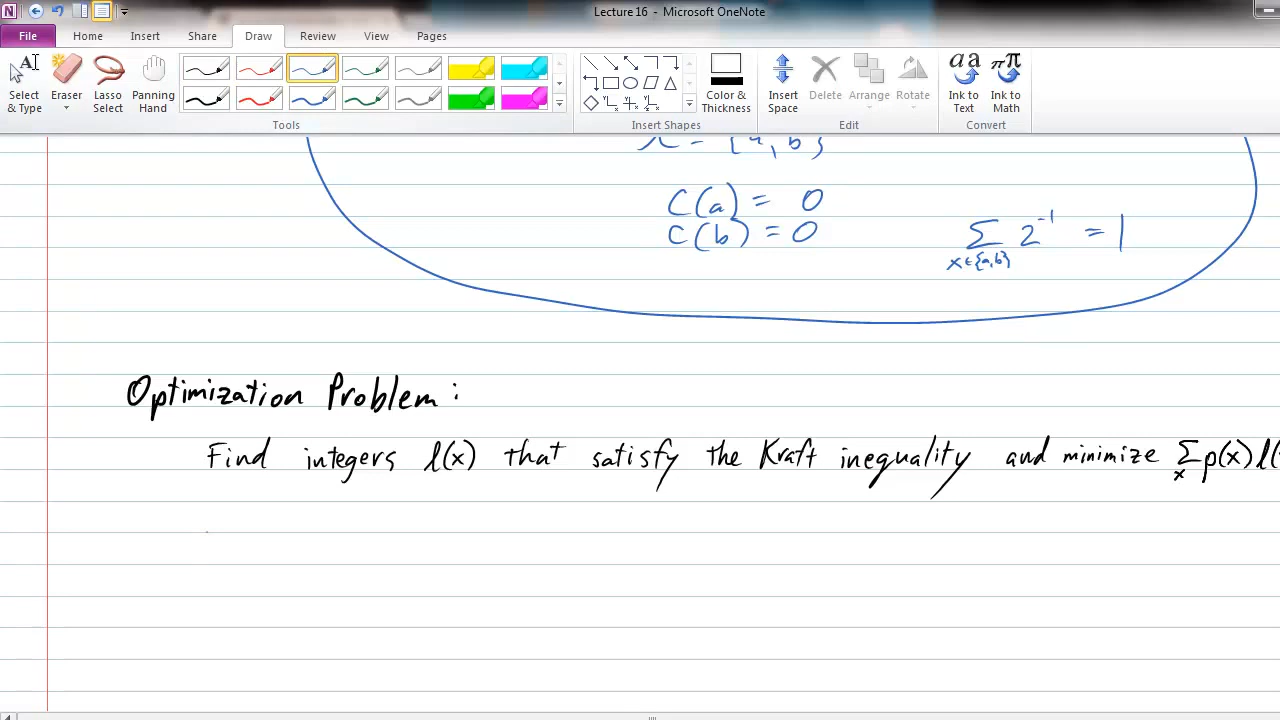 Lecture 16 - Microsoft OneNote
File Home Insert Share Draw Review View Pages
Select & Type Eraser Lasso Select Panning Hand Color & Thickness Insert Space Delete Arrange Rotate Ink to Text Ink to Math
Tools Insert Shapes Edit Convert
X = {a, b}
C(a) = 0
C(b) = 0
∑ 2⁻¹ = 1
x∈{a,b}
Optimization Problem:
Find integers l(x) that satisfy the Kraft inequality and minimize ∑ p(x) l(
x